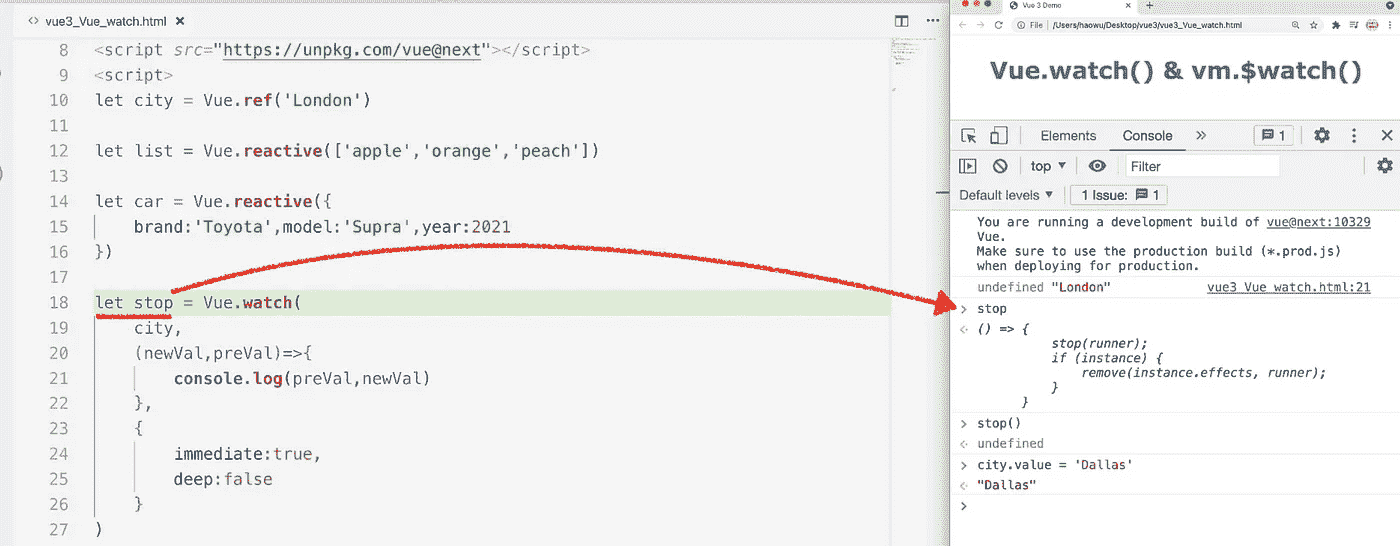 vue3_Vue_watch.html
8 <script src="https://unpkg.com/vue@next"></script>
9 <script>
10 let city = Vue.ref('London')
11
12 let list = Vue.reactive(['apple','orange','peach'])
13
14 let car = Vue.reactive({
15 brand:'Toyota',model:'Supra',year:2021
16 })
17
18 let stop = Vue.watch(
19 city,
20 (newVal,preVal)=>{
21 console.log(preVal,newVal)
22 },
23 {
24 immediate:true,
25 deep:false
26 }
27 )
Vue 3 Demo
File | /Users/haowu/Desktop/vue3/vue3_Vue_watch.html
Vue.watch() & vm.$watch()
Elements Console » 1
top Filter
Default levels 1 Issue: 1
You are running a development build of vue@next:10329
Vue.
Make sure to use the production build (*.prod.js)
when deploying for production.
undefined "London" vue3_Vue_watch.html:21
> stop
() => {
stop(runner);
if (instance) {
remove(instance.effects, runner);
}
}
> stop()
undefined
> city.value = 'Dallas'
"Dallas"
>